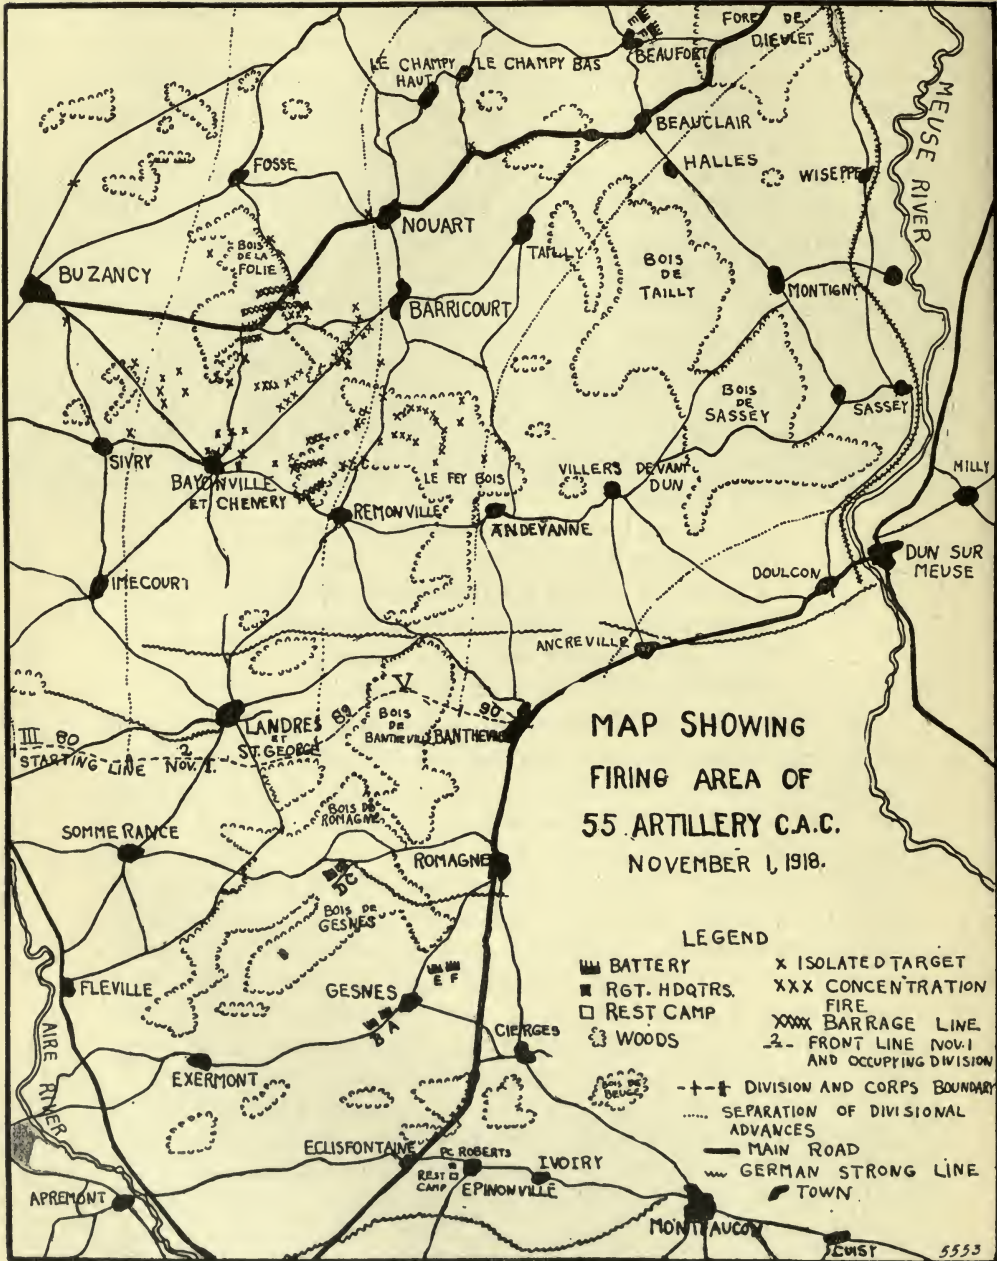 FORET DE
DIEULET
BEAUFORT
E F
LE CHAMPY
HAUT
LE CHAMPY BAS
BEAUCLAIR
MEUSE RIVER
FOSSE
HALLES
WISEPPE
NOUART
BOIS
DE LA
FOLIE
TAILLY
BOIS
DE
TAILLY
BUZANCY
MONTIGNY
BARRICOURT
BOIS
DE
SASSEY
SASSEY
SIVRY
BAYONVILLE
ET CHENERY
LE FEY BOIS
VILLERS DEVANT
DUN
MILLY
REMONVILLE
ANDEVANNE
DUN SUR
MEUSE
IMECOURT
DOULCON
ANCREVILLE
V
89
90
LANDRES
ET
ST. GEORGE
BOIS
DE
BANTHEVILLE
BANTHEVILLE
III 80
STARTING LINE
2
NOV. 1.
MAP SHOWING
FIRING AREA OF
55 ARTILLERY C.A.C.
NOVEMBER 1, 1918.
BOIS DE
ROMAGNE
SOMMERANCE
ROMAGNE
D C
BOIS DE
GESNES
LEGEND
BATTERY
RGT. HDQTRS.
REST CAMP
WOODS
X ISOLATED TARGET
XXX CONCENTRATION
FIRE
XXXX BARRAGE LINE
-2- FRONT LINE NOV. 1
AND OCCUPPING DIVISION
DIVISION AND CORPS BOUNDARY
SEPARATION OF DIVISIONAL
ADVANCES
MAIN ROAD
GERMAN STRONG LINE
TOWN
FLEVILLE
E F
GESNES
B A
CIERGES
AIRE RIVER
EXERMONT
BOIS DE
BEUGE
ECLISFONTAINE
PC ROBERTS
REST
CAMP
EPINONVILLE
IVOIRY
APREMONT
MONTFAUCON
CUISY
5553